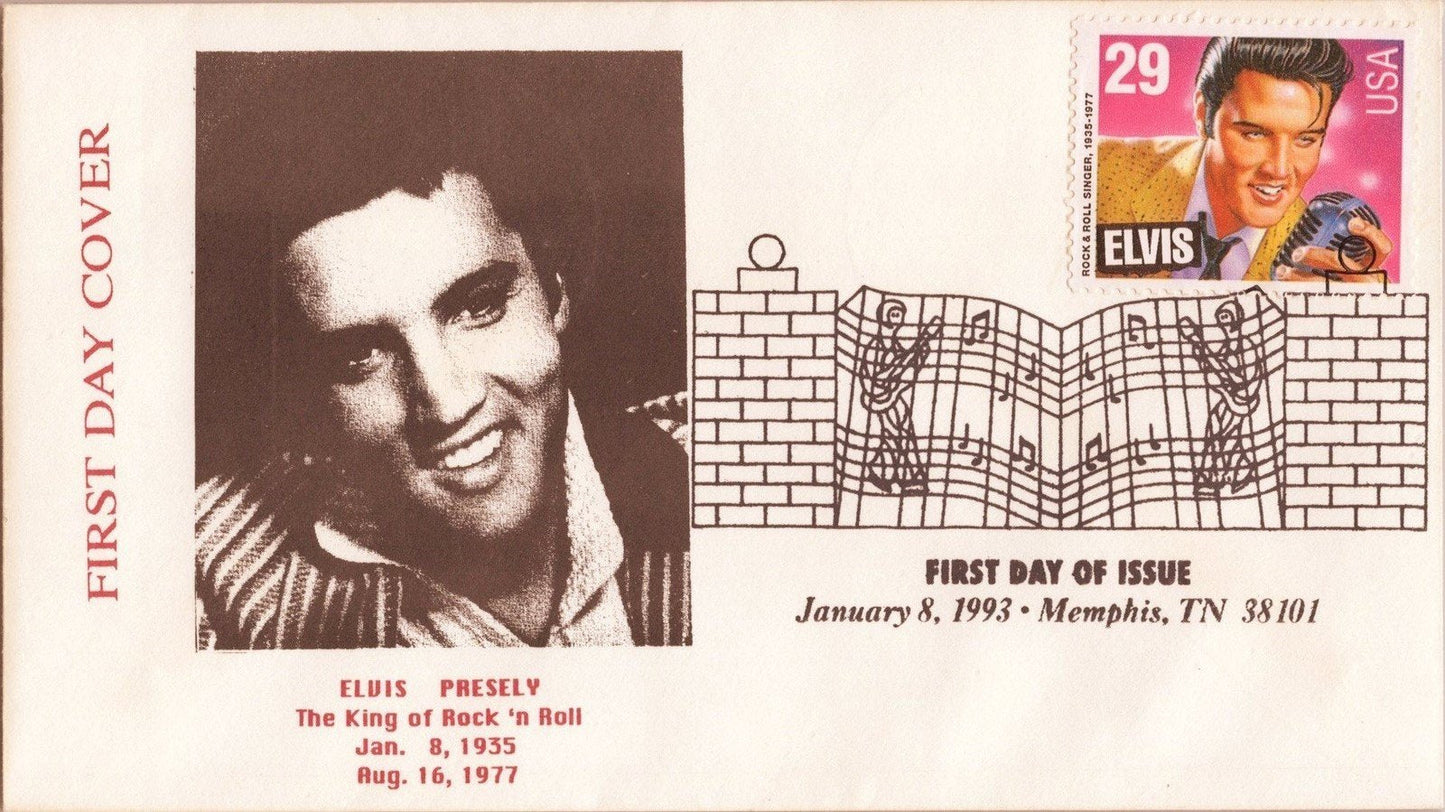 FIRST DAY COVER
29
USA
ROCK & ROLL SINGER, 1935-1977
ELVIS
FIRST DAY OF ISSUE
January 8, 1993 • Memphis, TN 38101
ELVIS PRESELY
The King of Rock 'n Roll
Jan. 8, 1935
Aug. 16, 1977